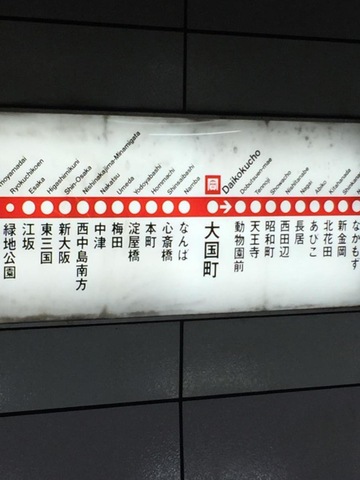 Ryokuchikoen
Esaka
Higashimikuni
Shin-Osaka
Nishinakajima-Minamigata
Nakatsu
Umeda
Yodoyabashi
Hommachi
Shinsaibashi
Namba
Daikokucho
Dobutsuen-mae
Tennoji
Showacho
Nishitanabe
Nagai
Abiko
Kitahanada
緑地公園
江坂
東三国
新大阪
西中島南方
中津
梅田
淀屋橋
本町
心斎橋
なんば
大国町
動物園前
天王寺
昭和町
西田辺
長居
あびこ
北花田
新金岡
なかもず